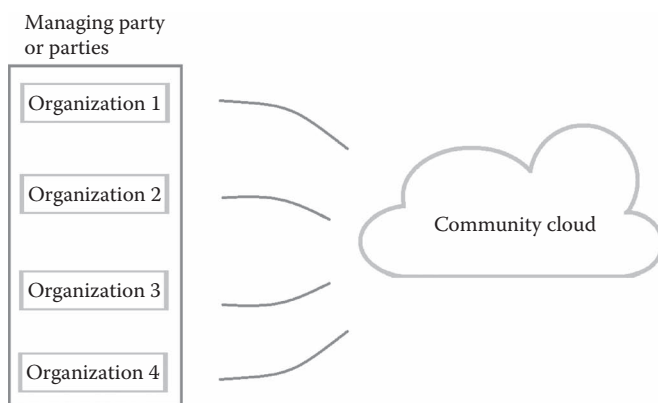 Managing party
or parties
Organization 1
Organization 2
Organization 3
Organization 4
Community cloud